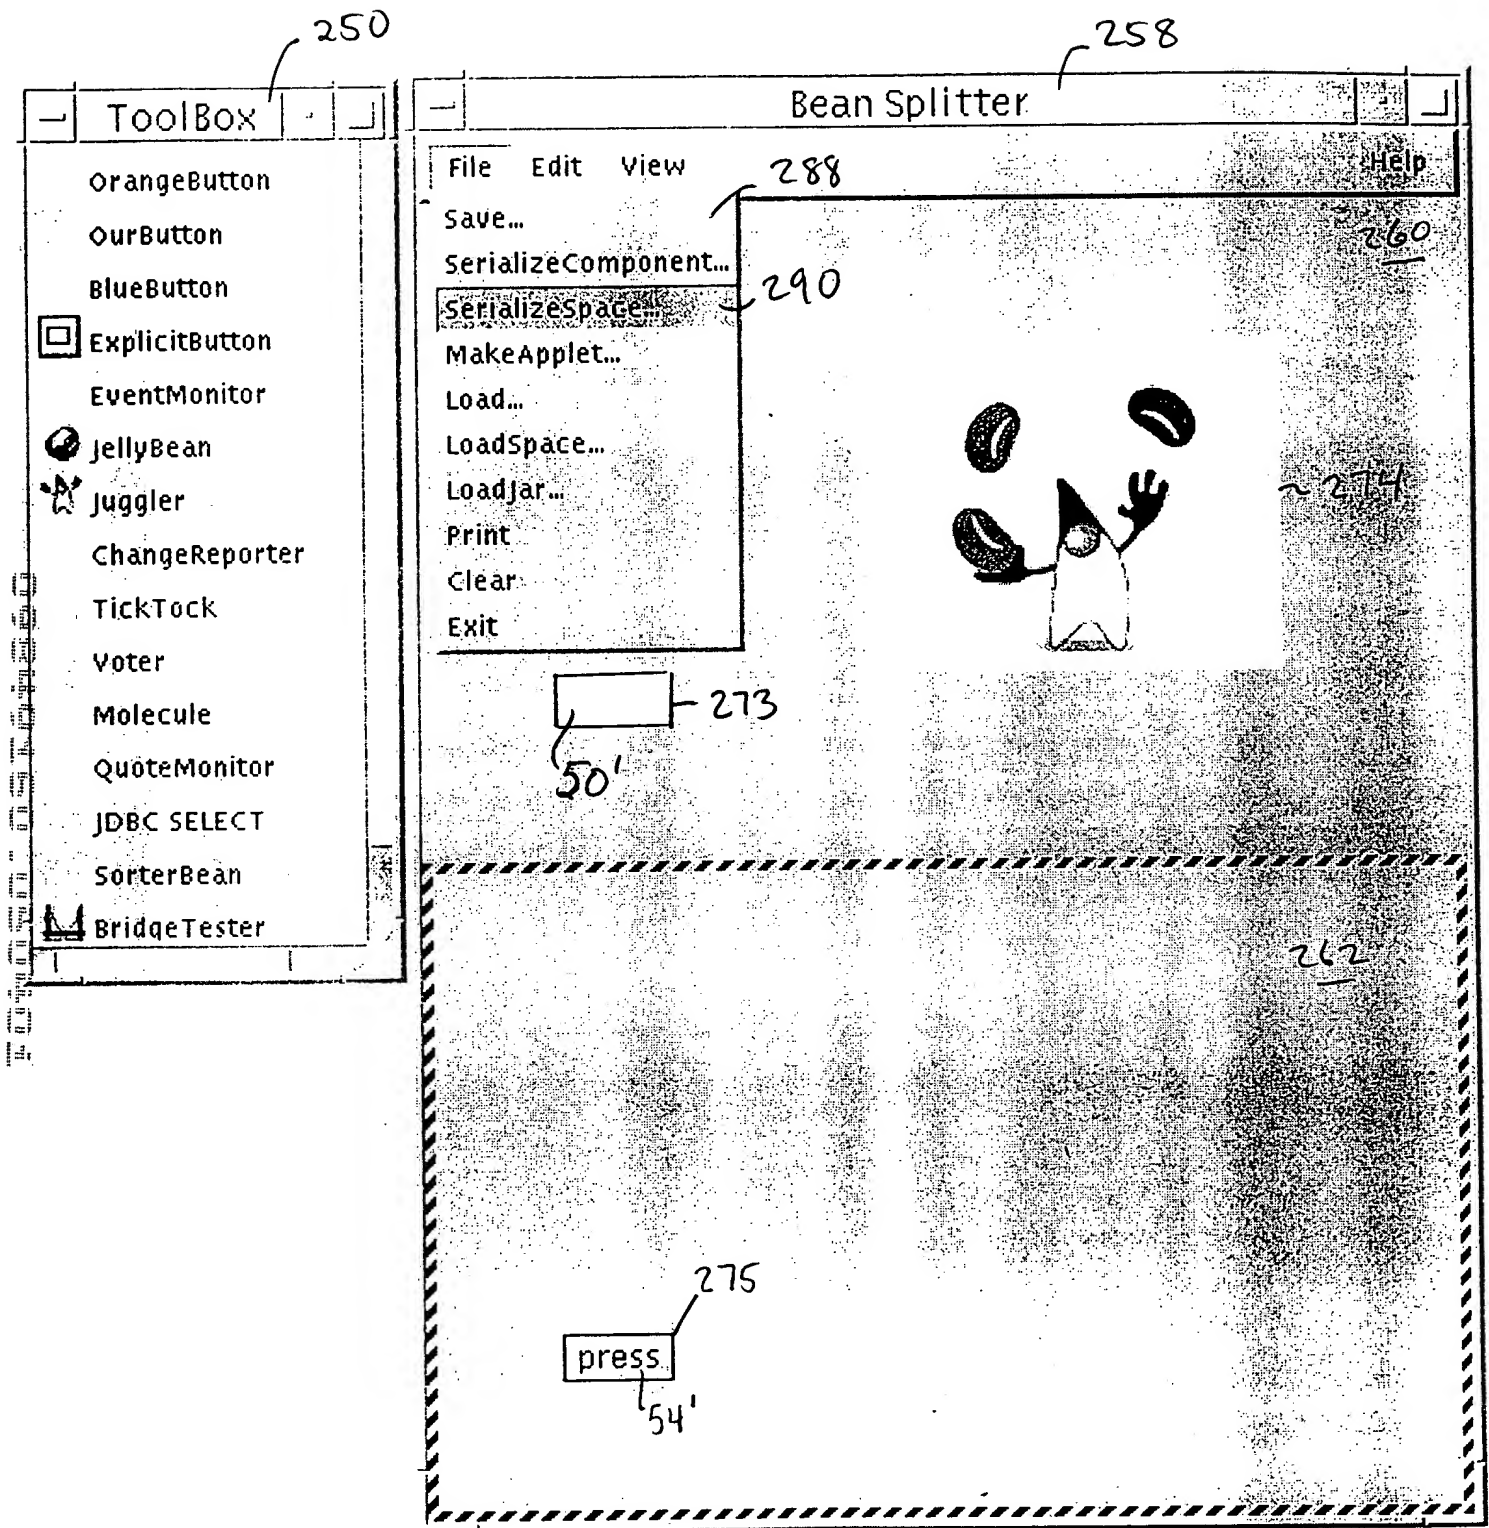 250
258
ToolBox
OrangeButton
OurButton
BlueButton
ExplicitButton
EventMonitor
JellyBean
Juggler
ChangeReporter
TickTock
Voter
Molecule
QuoteMonitor
JDBC SELECT
SorterBean
BridgeTester
Bean Splitter
File Edit View Help
288
260
Save...
SerializeComponent...
SerializeSpace...
290
MakeApplet...
Load...
LoadSpace...
LoadJar...
Print
Clear
Exit
~ 274
273
50'
262
275
press
54'